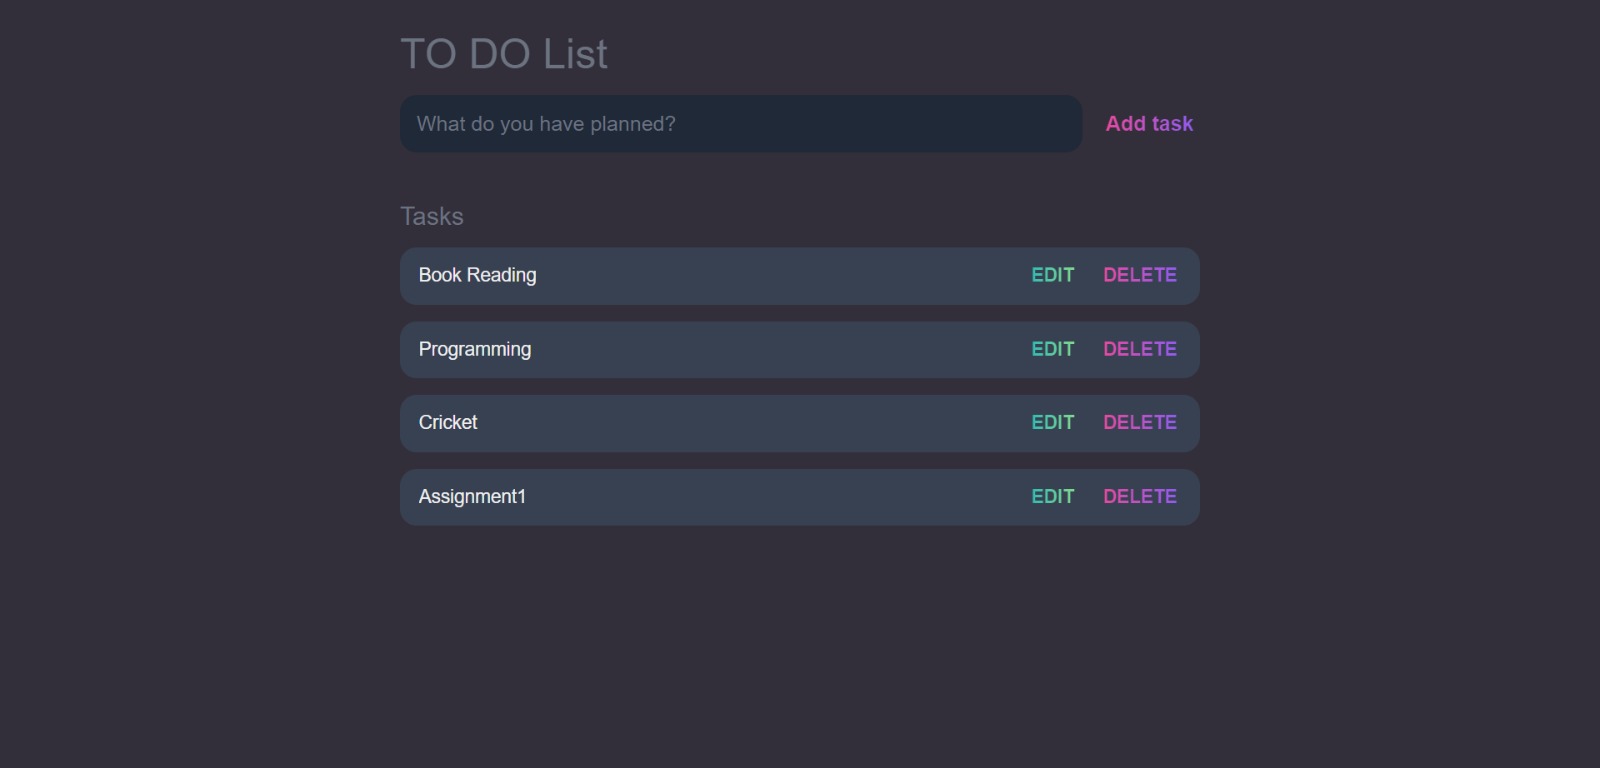 TO DO List
What do you have planned? Add task
Tasks
Book Reading EDIT DELETE
Programming EDIT DELETE
Cricket EDIT DELETE
Assignment1 EDIT DELETE